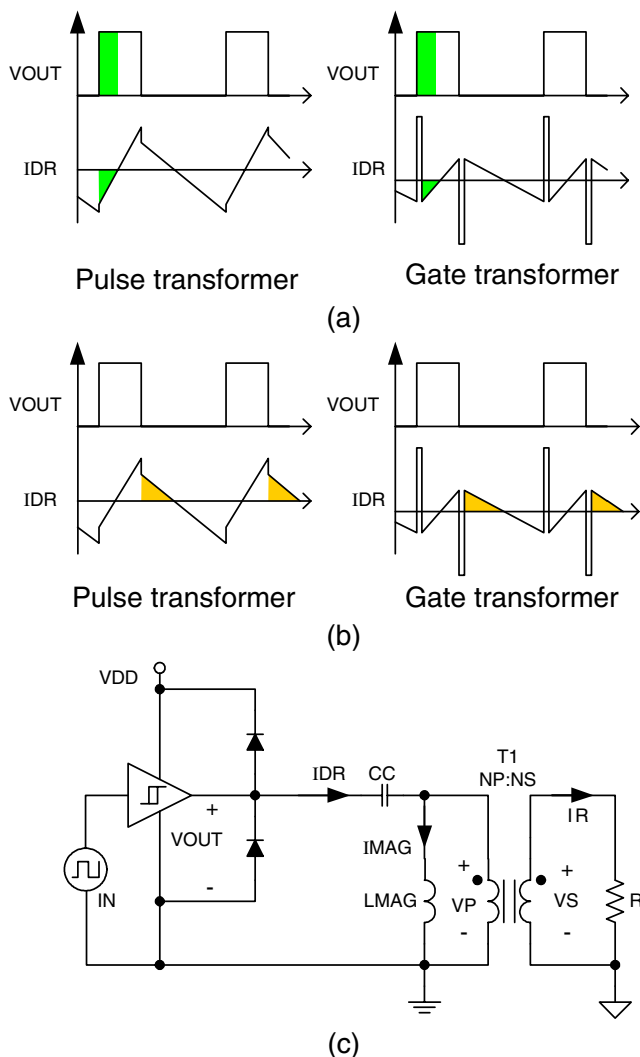 VOUT
VOUT
IDR
IDR
Pulse transformer
Gate transformer
(a)
VOUT
VOUT
IDR
IDR
Pulse transformer
Gate transformer
(b)
VDD
T1
IDR
CC
NP:NS
+
IR
VOUT
IMAG
+
+
-
IN
LMAG
VP
VS
R
-
-
(c)